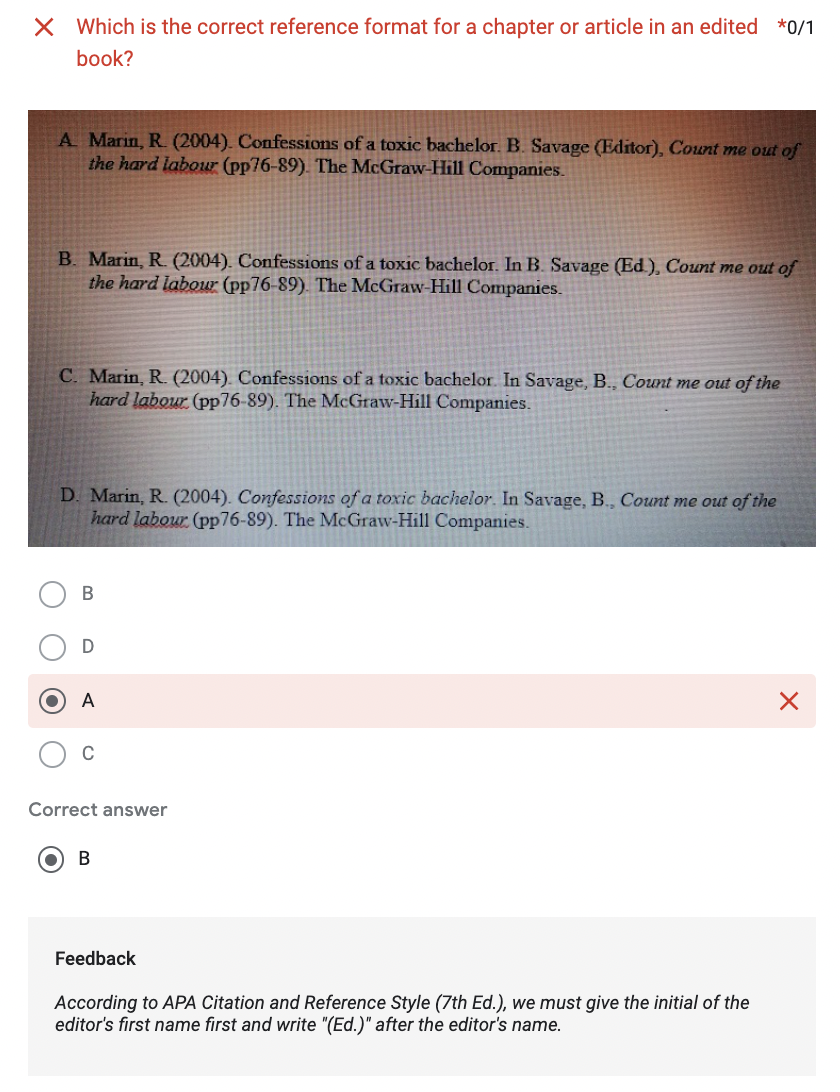 Which is the correct reference format for a chapter or article in an edited *0/1
book?
A. Marin, R. (2004). Confessions of a toxic bachelor. B. Savage (Editor), Count me out of
the hard labour (pp76-89). The McGraw-Hill Companies.
B. Marin, R. (2004). Confessions of a toxic bachelor. In B. Savage (Ed.), Count me out of
the hard labour (pp76-89). The McGraw-Hill Companies.
C. Marin, R. (2004). Confessions of a toxic bachelor. In Savage, B., Count me out of the
hard labour (pp76-89). The McGraw-Hill Companies.
D. Marin, R. (2004). Confessions of a toxic bachelor. In Savage, B., Count me out of the
hard labour (pp76-89). The McGraw-Hill Companies.
B
D
A
C
Correct answer
B
Feedback
According to APA Citation and Reference Style (7th Ed.), we must give the initial of the
editor's first name first and write "(Ed.)" after the editor's name.